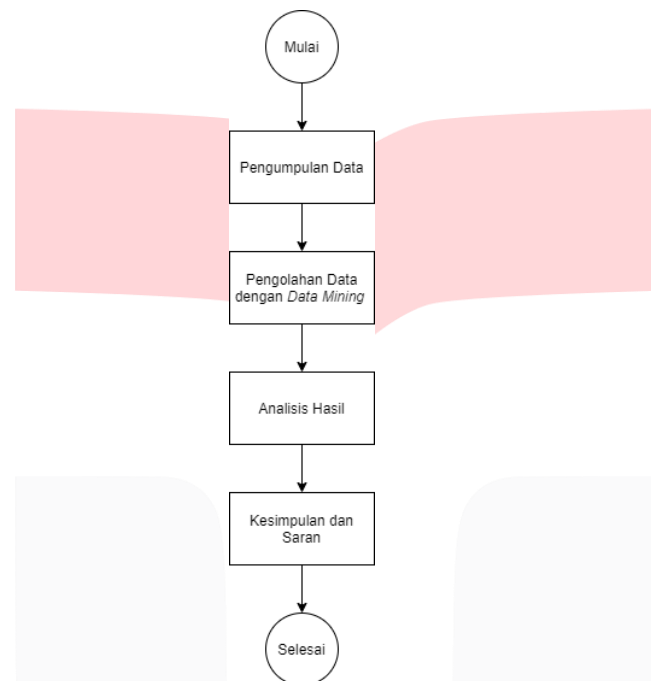 Mulai
Pengumpulan Data
Pengolahan Data
dengan Data Mining
Analisis Hasil
Kesimpulan dan
Saran
Selesai